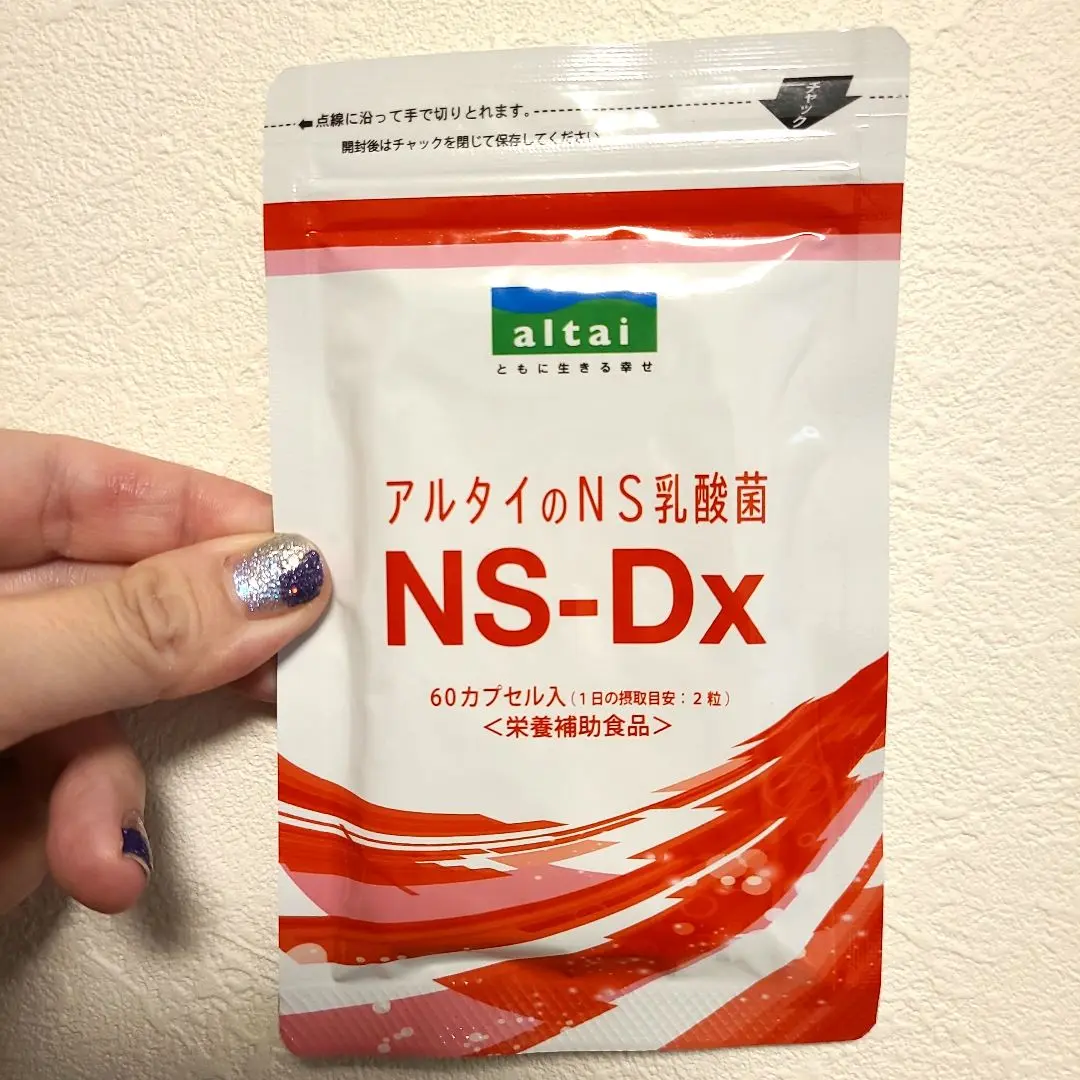 点線に沿って手で切りとれます。
チャック
開封後はチャックを閉じて保存してください
altai
ともに生きる幸せ
アルタイのNS乳酸菌
NS-Dx
60カプセル入(1日の摂取目安:2粒)
<栄養補助食品>